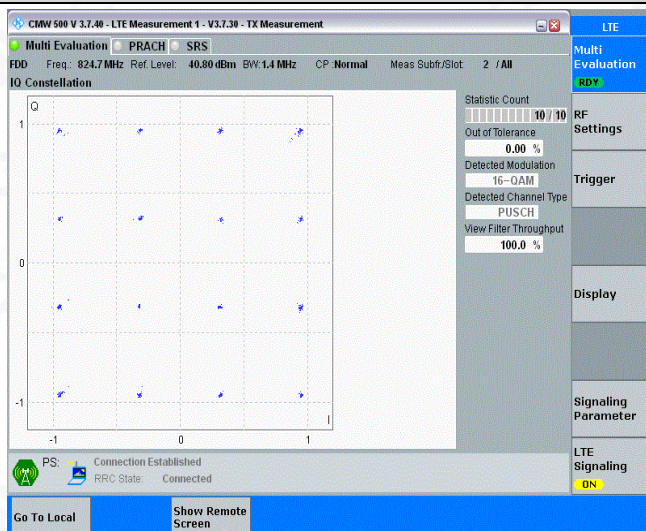 CMW 500 V 3.7.40 - LTE Measurement 1 - V3.7.30 - TX Measurement
LTE
Multi Evaluation PRACH SRS
FDD Freq.: 824.7 MHz Ref. Level: 40.80 dBm BW:1.4 MHz CP :Normal Meas Subfr./Slot: 2 / All
IQ Constellation
Q
1
0
-1
I
-1 0 1
Statistic Count
10 / 10
Out of Tolerance
0.00 %
Detected Modulation
16-QAM
Detected Channel Type
PUSCH
View Filter Throughput
100.0 %
Multi
Evaluation
RDY
RF
Settings
Trigger
Display
Signaling
Parameter
LTE
Signaling
ON
PS: Connection Established
RRC State: Connected
Go To Local
Show Remote
Screen